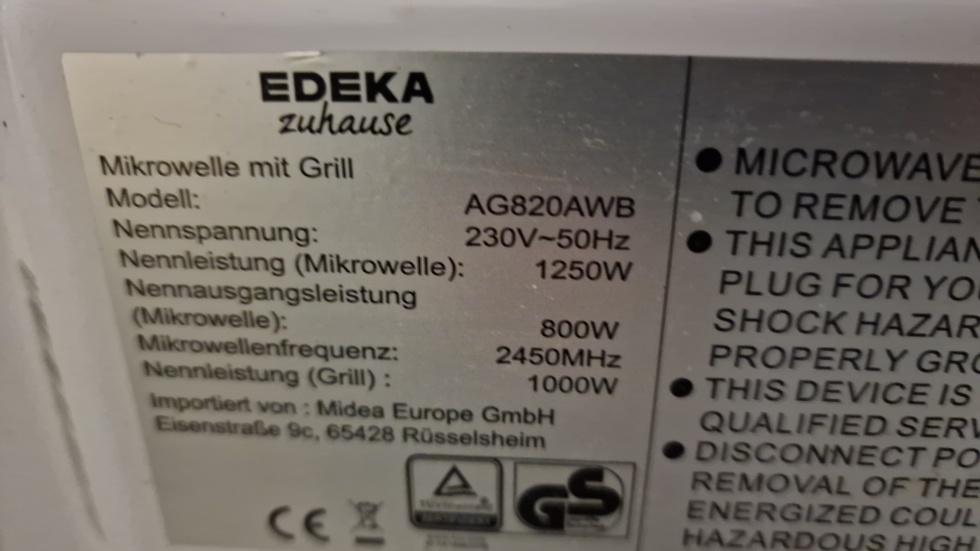 EDEKA
zuhause
Mikrowelle mit Grill
Modell: AG820AWB
Nennspannung: 230V~50Hz
Nennleistung (Mikrowelle): 1250W
Nennausgangsleistung
(Mikrowelle): 800W
Mikrowellenfrequenz: 2450MHz
Nennleistung (Grill) : 1000W
Importiert von : Midea Europe GmbH
Eisenstraße 9c, 65428 Rüsselsheim
CE
GS
● MICROWAVE
TO REMOVE
● THIS APPLIAN
PLUG FOR YO
SHOCK HAZAR
PROPERLY GR
● THIS DEVICE IS
QUALIFIED SERV
● DISCONNECT PO
REMOVAL OF THE
ENERGIZED COUL
HAZARDOUS HIGH